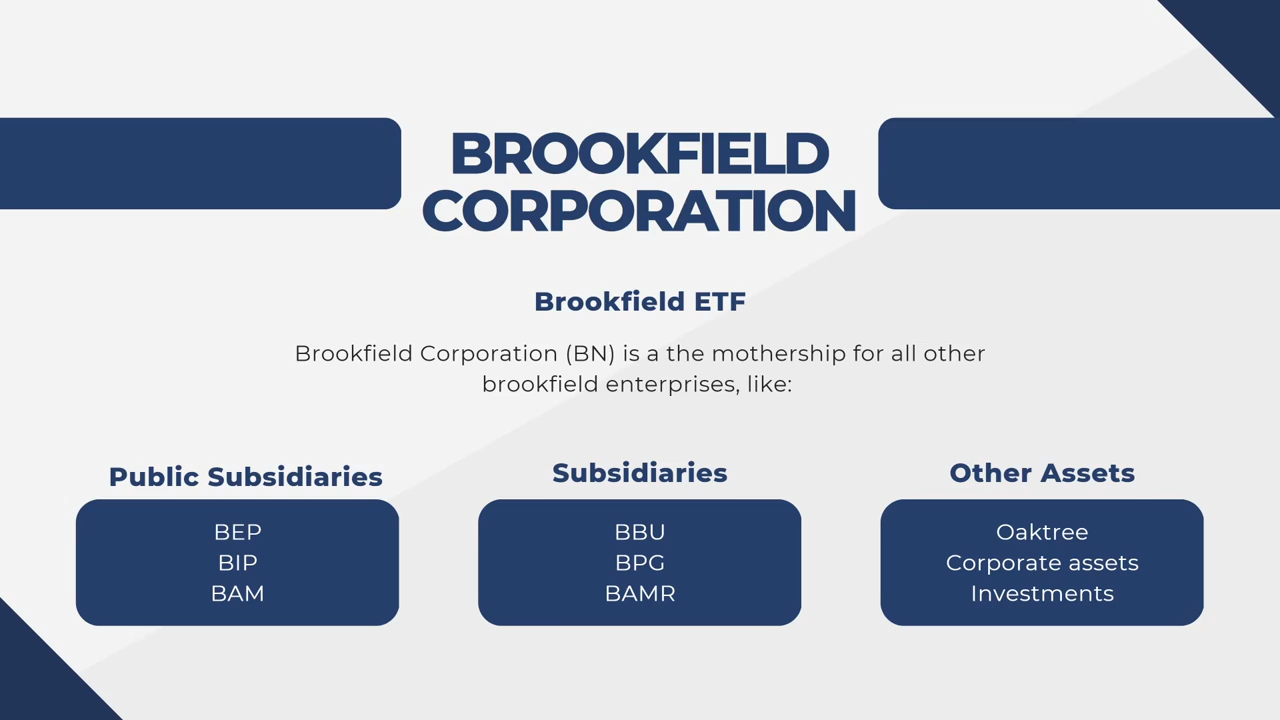 BROOKFIELD
CORPORATION
Brookfield ETF
Brookfield Corporation (BN) is a the mothership for all other
brookfield enterprises, like:
Public Subsidiaries
BEP
BIP
BAM
Subsidiaries
BBU
BPG
BAMR
Other Assets
Oaktree
Corporate assets
Investments